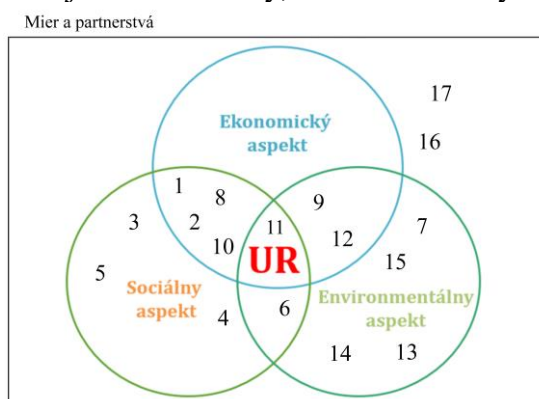 Mier a partnerstvá
17
Ekonomický
aspekt
16
1
8
9
3
2
11
7
10
12
UR
15
5
Sociálny
aspekt
6
Environmentálny
aspekt
4
14
13